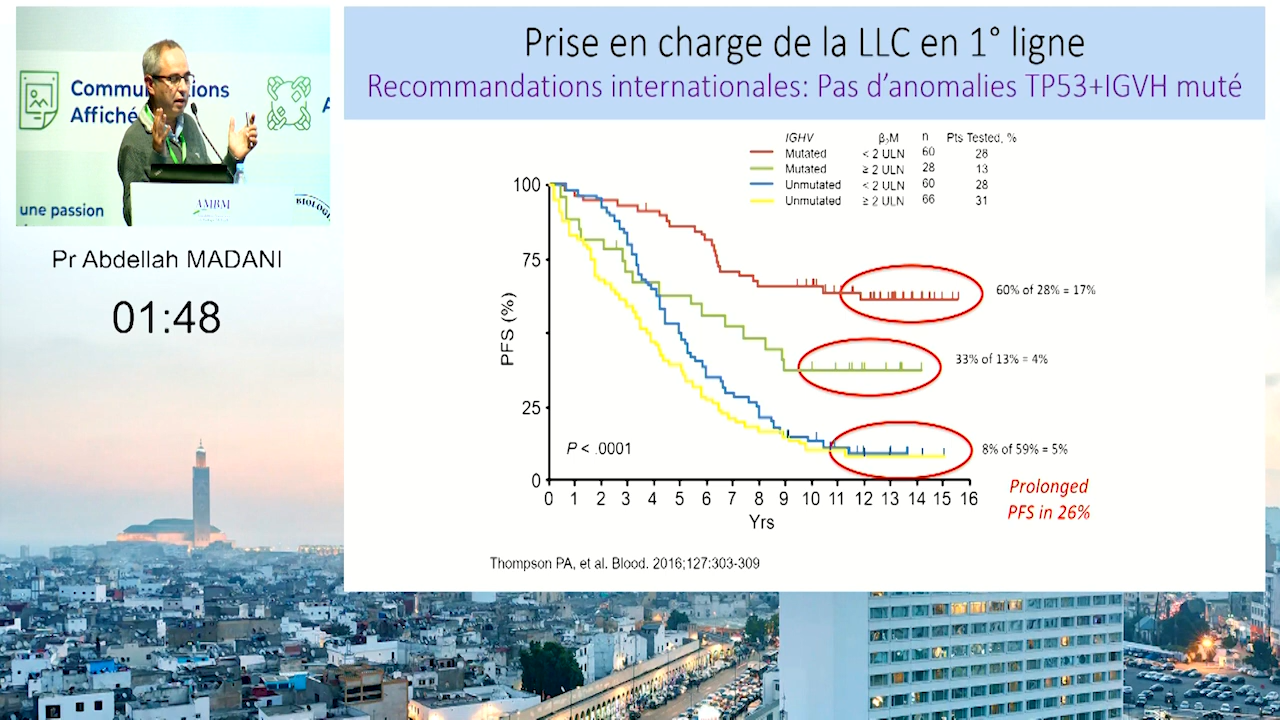 Communi ions
Affiché
A
une passion
AMBM
BIOLOGI
Pr Abdellah MADANI
01:48
Prise en charge de la LLC en 1° ligne
Recommandations internationales: Pas d'anomalies TP53+IGVH muté
IGHV β₂M n Pts Tested, %
Mutated < 2 ULN 60 28
Mutated ≥ 2 ULN 28 13
Unmutated < 2 ULN 60 28
Unmutated ≥ 2 ULN 66 31
100
75
25
0
PFS (%)
P < .0001
60% of 28% = 17%
33% of 13% = 4%
8% of 59% = 5%
Prolonged
PFS in 26%
0 1 2 3 4 5 6 7 8 9 10 11 12 13 14 15 16
Yrs
Thompson PA, et al. Blood. 2016;127:303-309